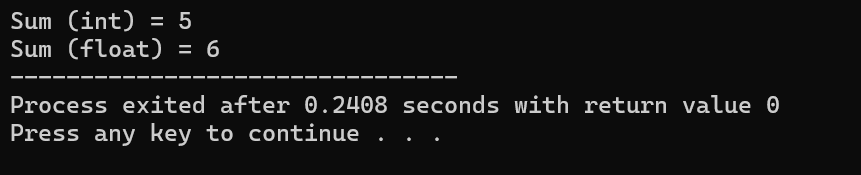 Sum (int) = 5
Sum (float) = 6
--------------------------------
Process exited after 0.2408 seconds with return value 0
Press any key to continue . . .